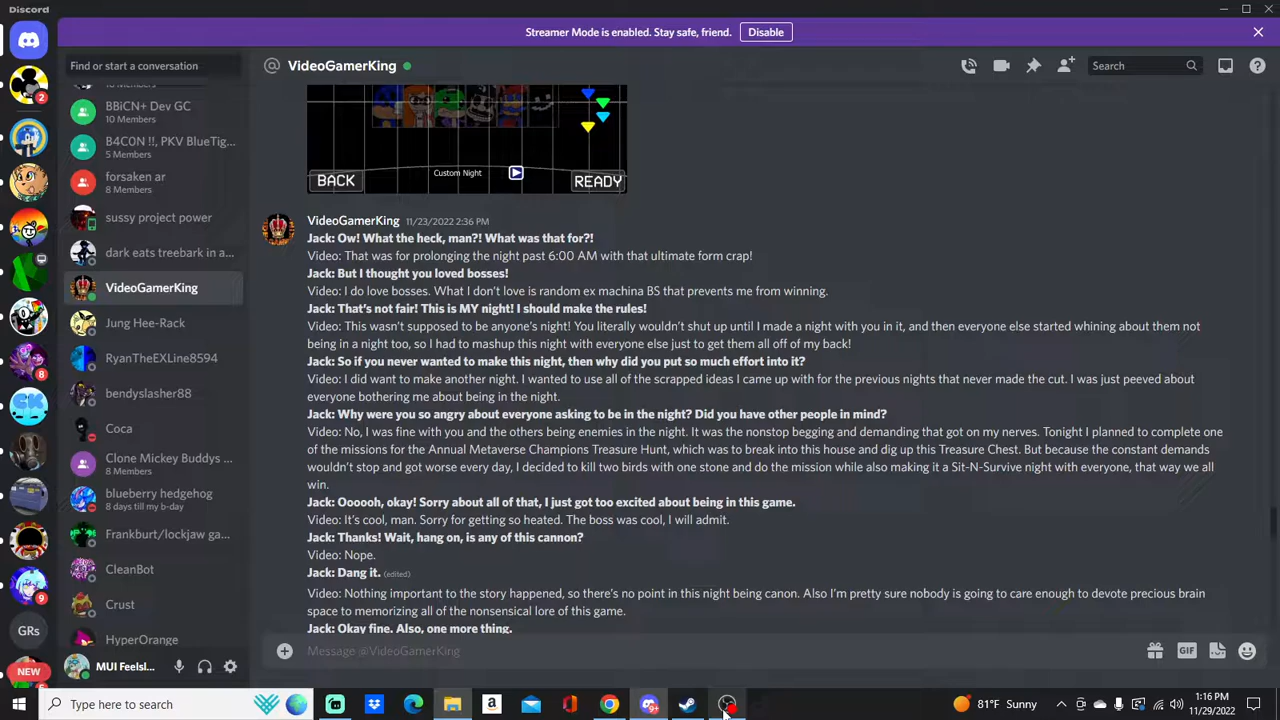 Discord
Streamer Mode is enabled. Stay safe, friend. Disable
Find or start a conversation
VideoGamerKing
Search
10 Members
BBiCN+ Dev GC
10 Members
B4C0N !!, PKV BlueTig...
5 Members
forsaken ar
8 Members
sussy project power
dark eats treebark in a...
VideoGamerKing
Jung Hee-Rack
RyanTheEXLine8594
bendyslasher88
Coca
Clone Mickey Buddys ...
8 Members
blueberry hedgehog
8 days till my b-day
Frankburt/lockjaw ga...
CleanBot
Crust
HyperOnion
2
8
9
GRs
NEW
MUI Feelsl...
Custom Night
BACK
READY
VideoGamerKing 11/23/2022 2:36 PM
Jack: Ow! What the heck, man?! What was that for?!
Video: That was for prolonging the night past 6:00 AM with that ultimate form crap!
Jack: But I thought you loved bosses!
Video: I do love bosses. What I don't love is random ex machina BS that prevents me from winning.
Jack: That's not fair! This is MY night! I should make the rules!
Video: This wasn't supposed to be anyone's night! You literally wouldn't shut up until I made a night with you in it, and then everyone else started whining about them not
being in a night too, so I had to mashup this night with everyone else just to get them all off of my back!
Jack: So if you never wanted to make this night, then why did you put so much effort into it?
Video: I did want to make another night. I wanted to use all of the scrapped ideas I came up with for the previous nights that never made the cut. I was just peeved about
everyone bothering me about being in the night.
Jack: Why were you so angry about everyone asking to be in the night? Did you have other people in mind?
Video: No, I was fine with you and the others being enemies in the night. It was the nonstop begging and demanding that got on my nerves. Tonight I planned to complete one
of the missions for the Annual Metaverse Champions Treasure Hunt, which was to break into this house and dig up this Treasure Chest. But because the constant demands
wouldn't stop and got worse every day, I decided to kill two birds with one stone and do the mission while also making it a Sit-N-Survive night with everyone, that way we all
win.
Jack: Oooooh, okay! Sorry about all of that, I just got too excited about being in this game.
Video: It's cool, man. Sorry for getting so heated. The boss was cool, I will admit.
Jack: Thanks! Wait, hang on, is any of this cannon?
Video: Nope.
Jack: Dang it. (edited)
Video: Nothing important to the story happened, so there's no point in this night being canon. Also I'm pretty sure nobody is going to care enough to devote precious brain
space to memorizing all of the nonsensical lore of this game.
Jack: Okay fine. Also, one more thing.
Message @VideoGamerKing
GIF
Type here to search
81°F Sunny
1:16 PM
11/29/2022